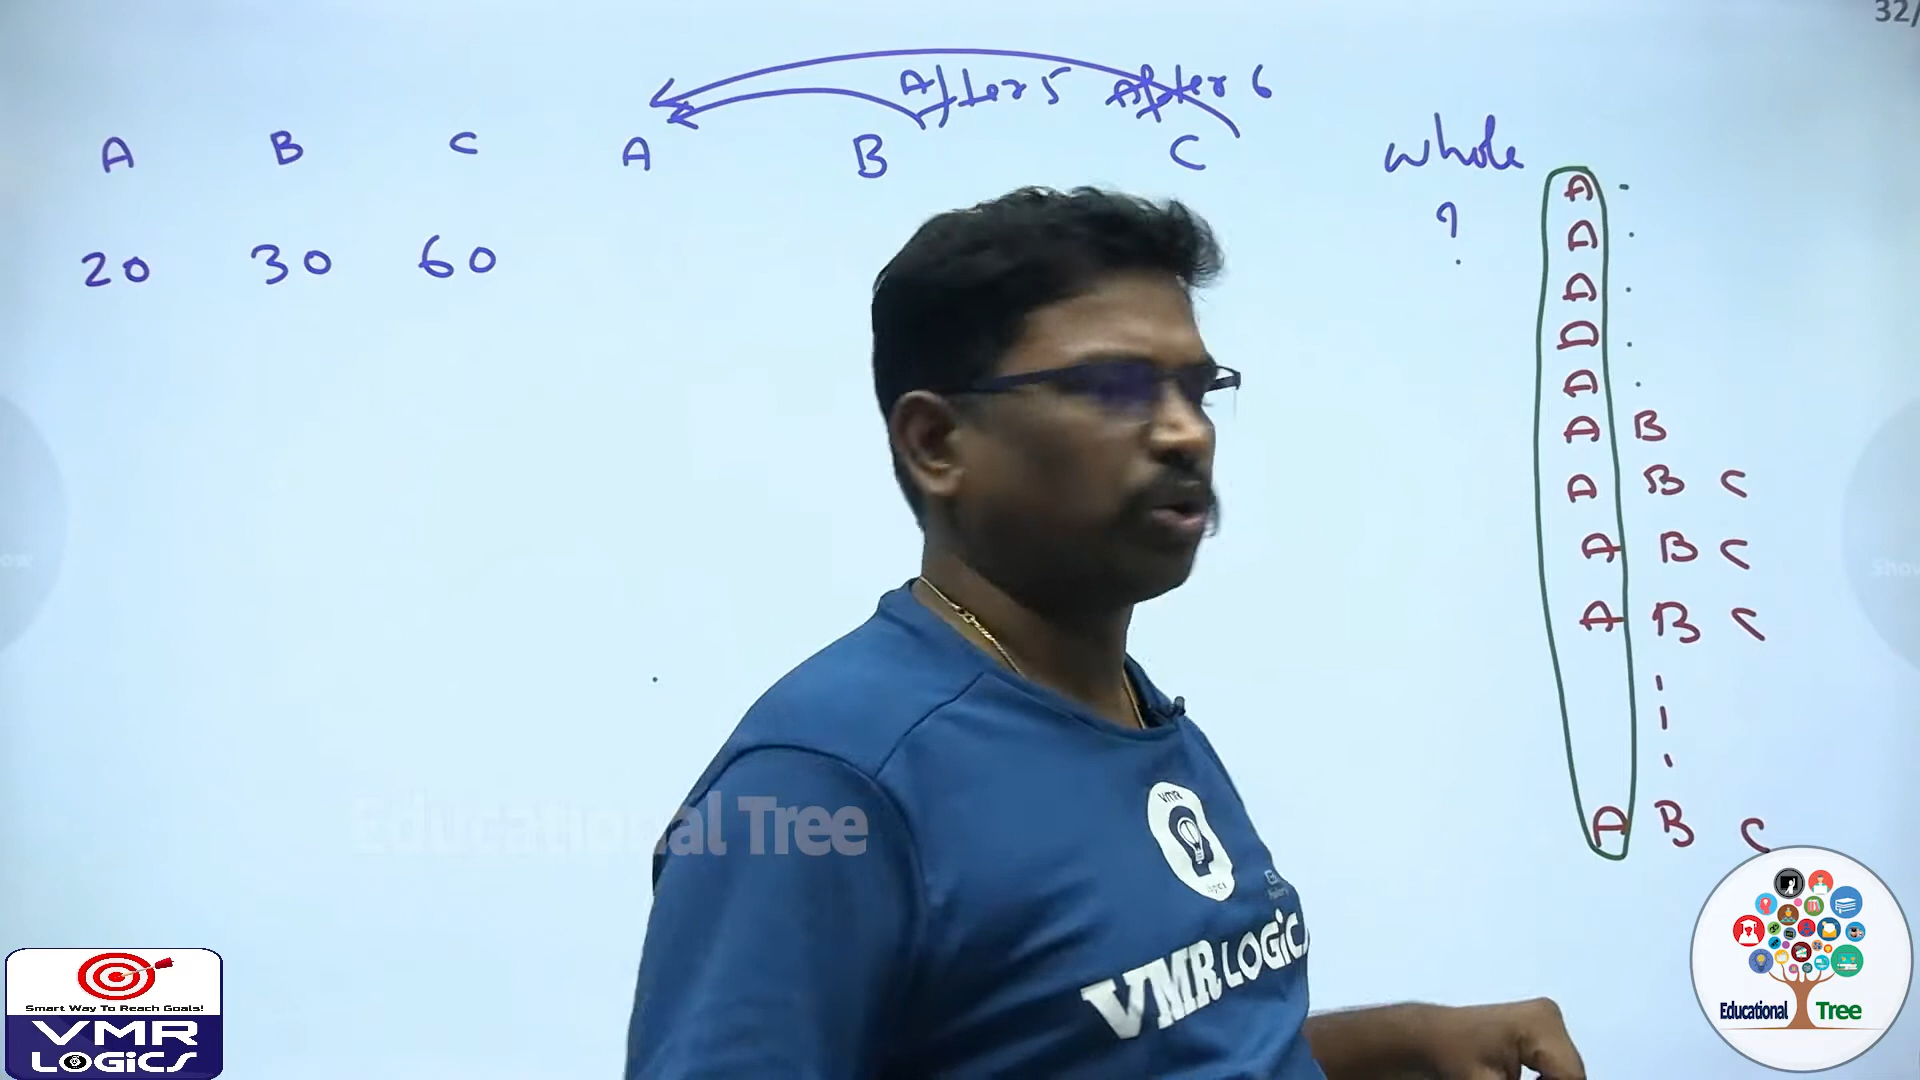 32/
After 5 After 6
A B C A B C whole
20 30 60 ?
A
A
A
A
A
A B
A B C
A B C
A B C
A B C
Educational Tree
VMR
VMR LOGICS
Smart Way To Reach Goals!
VMR
LOGICS
Educational Tree